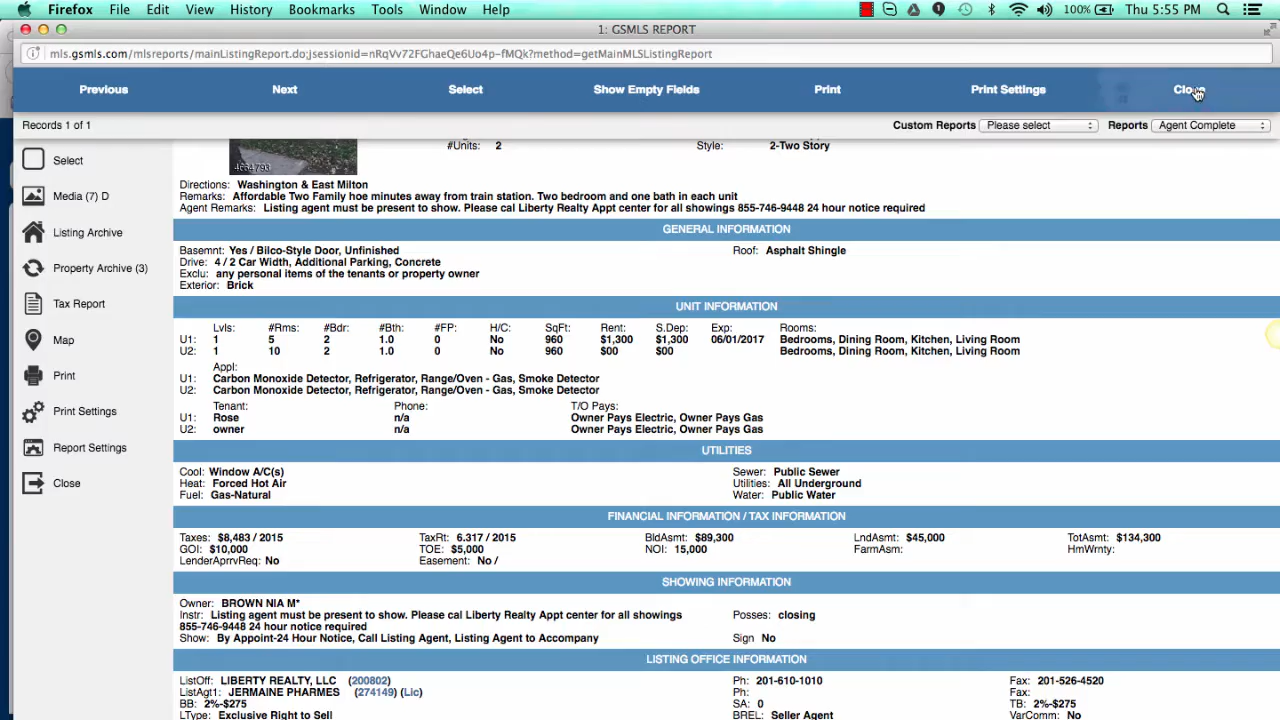 Firefox File Edit View History Bookmarks Tools Window Help 100% Thu 5:55 PM
1: GSMLS REPORT
mls.gsmls.com/mlsreports/mainListingReport.do;jsessionid=nRqVv72FGhaeQe6Uo4p-fMQk?method=getMainMLSListingReport
Previous Next Select Show Empty Fields Print Print Settings Close
Records 1 of 1 Custom Reports Please select Reports Agent Complete
Select
Media (7) D
Listing Archive
Property Archive (3)
Tax Report
Map
Print
Print Settings
Report Settings
Close
4664793
#Units: 2 Style: 2-Two Story
Directions: Washington & East Milton
Remarks: Affordable Two Family hoe minutes away from train station. Two bedroom and one bath in each unit
Agent Remarks: Listing agent must be present to show. Please cal Liberty Realty Appt center for all showings 855-746-9448 24 hour notice required
GENERAL INFORMATION
Basemnt: Yes / Bilco-Style Door, Unfinished Roof: Asphalt Shingle
Drive: 4 / 2 Car Width, Additional Parking, Concrete
Exclu: any personal items of the tenants or property owner
Exterior: Brick
UNIT INFORMATION
Lvls: #Rms: #Bdr: #Bth: #FP: H/C: SqFt: Rent: S.Dep: Exp: Rooms:
U1: 1 5 2 1.0 0 No 960 $1,300 $1,300 06/01/2017 Bedrooms, Dining Room, Kitchen, Living Room
U2: 1 10 2 1.0 0 No 960 $00 $00 Bedrooms, Dining Room, Kitchen, Living Room
Appl:
U1: Carbon Monoxide Detector, Refrigerator, Range/Oven - Gas, Smoke Detector
U2: Carbon Monoxide Detector, Refrigerator, Range/Oven - Gas, Smoke Detector
Tenant: Phone: T/O Pays:
U1: Rose n/a Owner Pays Electric, Owner Pays Gas
U2: owner n/a Owner Pays Electric, Owner Pays Gas
UTILITIES
Cool: Window A/C(s) Sewer: Public Sewer
Heat: Forced Hot Air Utilities: All Underground
Fuel: Gas-Natural Water: Public Water
FINANCIAL INFORMATION / TAX INFORMATION
Taxes: $8,483 / 2015 TaxRt: 6.317 / 2015 BldAsmt: $89,300 LndAsmt: $45,000 TotAsmt: $134,300
GOI: $10,000 TOE: $5,000 NOI: 15,000 FarmAsm: HmWrnty:
LenderApprvReq: No Easement: No /
SHOWING INFORMATION
Owner: BROWN NIA M*
Instr: Listing agent must be present to show. Please cal Liberty Realty Appt center for all showings Posses: closing
855-746-9448 24 hour notice required
Show: By Appoint-24 Hour Notice, Call Listing Agent, Listing Agent to Accompany Sign No
LISTING OFFICE INFORMATION
ListOff: LIBERTY REALTY, LLC (200802) Ph: 201-610-1010 Fax: 201-526-4520
ListAgt1: JERMAINE PHARMES (274149) (Lic) Ph: Fax:
BB: 2%-$275 SA: 0 TB: 2%-$275
LType: Exclusive Right to Sell BREL: Seller Agent VarComm: No